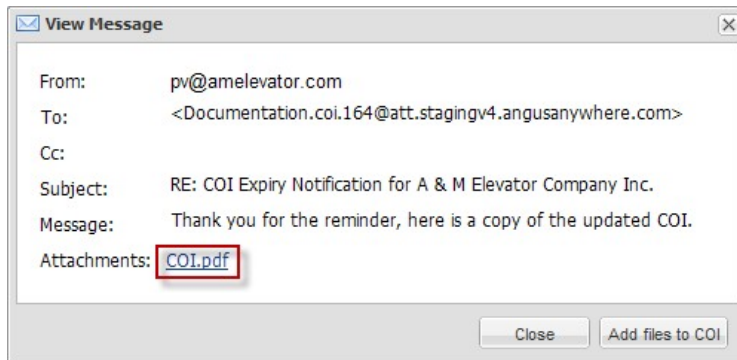 View Message
From: pv@amelevator.com
To: <Documentation.coi.164@att.stagingv4.angusanywhere.com>
Cc:
Subject: RE: COI Expiry Notification for A & M Elevator Company Inc.
Message: Thank you for the reminder, here is a copy of the updated COI.
Attachments: COI.pdf
Close Add files to COI